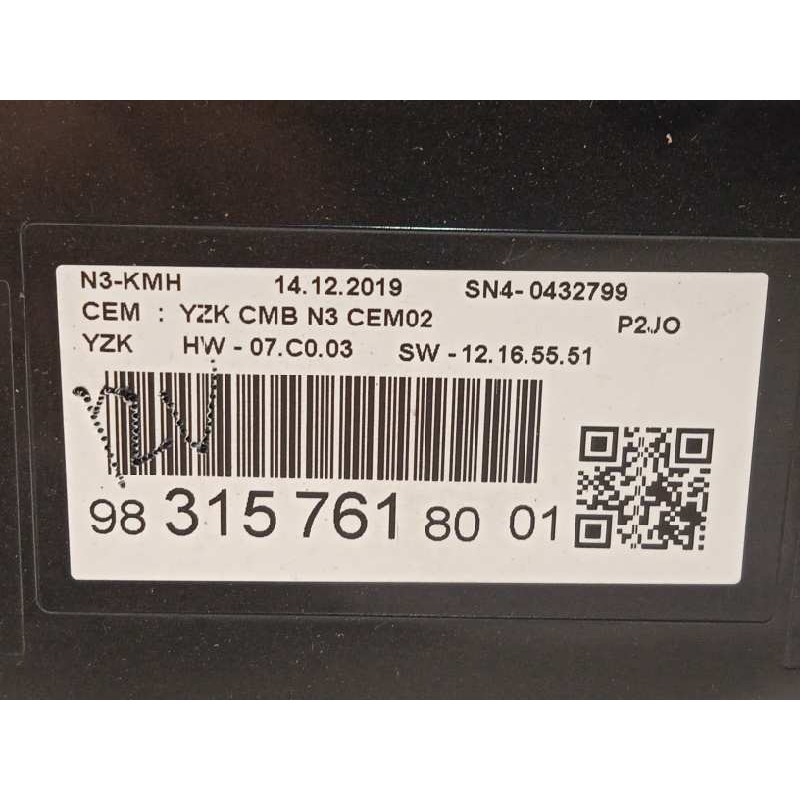 N3-KMH 14.12.2019 SN4-0432799
CEM : YZK CMB N3 CEM02 P2JO
YZK HW - 07.C0.03 SW - 12.16.55.51
98 315 761 80 01